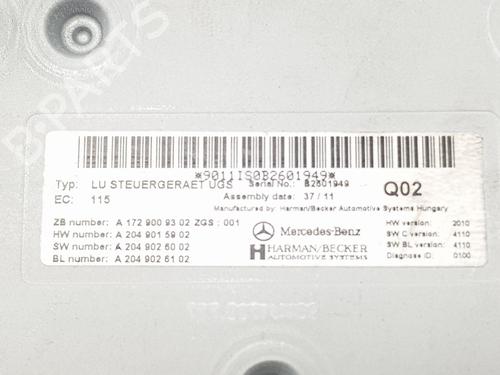 *9011IS0B2601949*
Typ: LU STEUERGERAET UGS Serial No.: B2601949 Q02
EC: 115 Assembly date: 37/11
Manufactured by: Harman/Becker Automotive Systems Hungary
ZB number: A 172 900 93 02 ZGS: 001 Mercedes-Benz HW version: 2010
HW number: A 204 901 59 02 SW C version: 4110
SW number: A 204 902 60 02 HARMAN/BECKER SW BL version: 4110
BL number: A 204 902 61 02 AUTOMOTIVE SYSTEMS Diagnose ID: 0100
B-PARTS